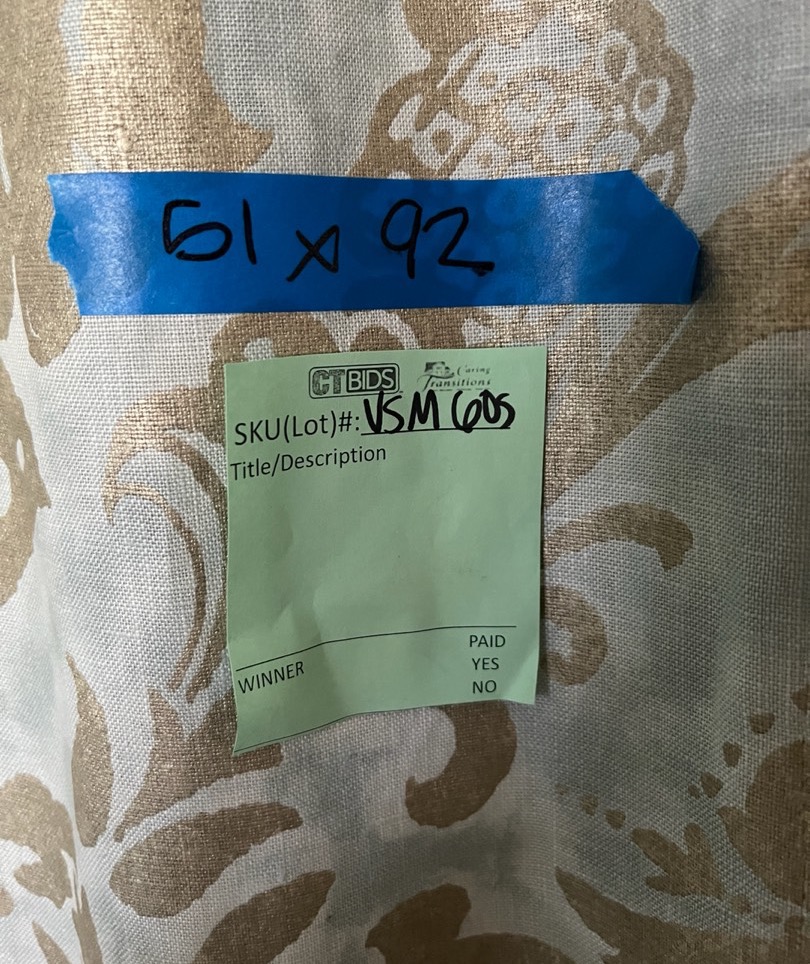 51 x 92
CTBIDS Caring
Transitions
SKU(Lot)#: VSM 605
Title/Description
PAID
WINNER YES
NO